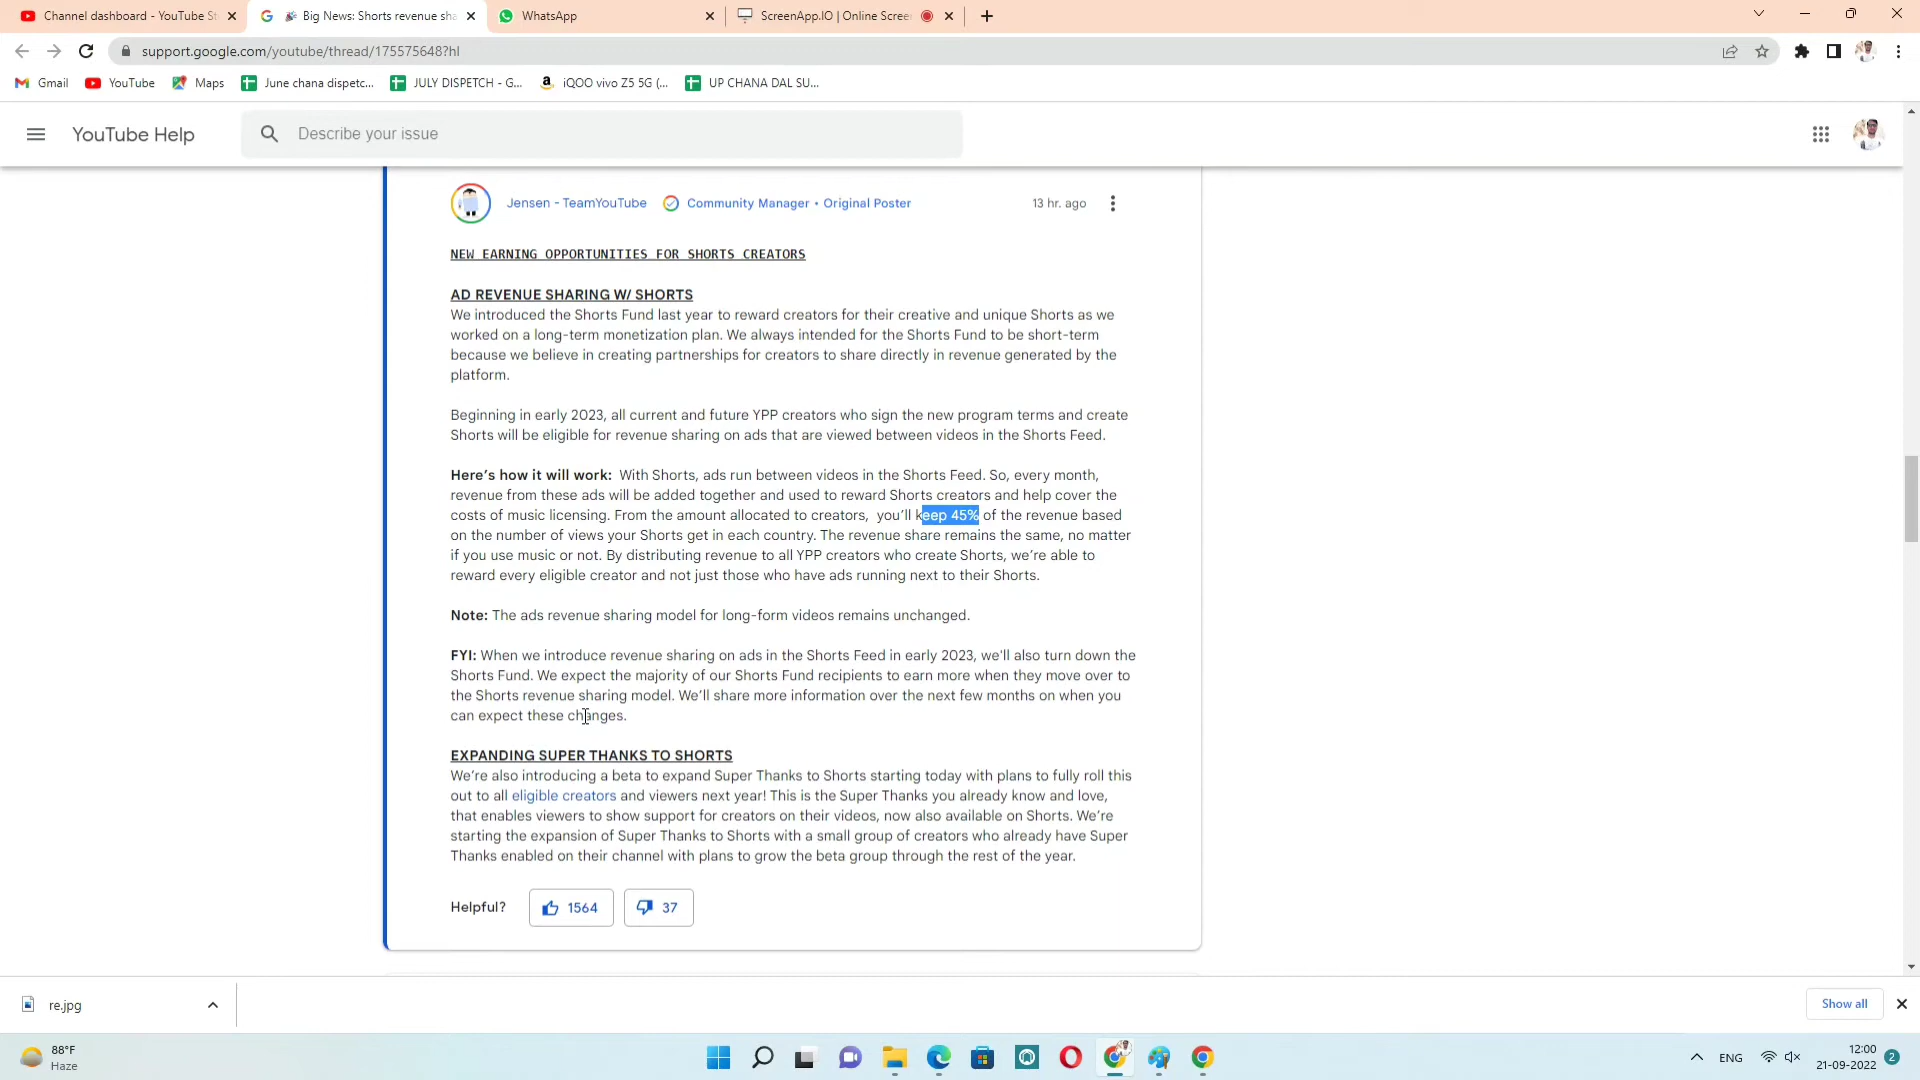 Channel dashboard - YouTube St
Big News: Shorts revenue sha
WhatsApp
ScreenApp.IO | Online Screen
support.google.com/youtube/thread/175575648?hl
Gmail
YouTube
Maps
June chana dispetc...
JULY DISPETCH - G...
iQOO vivo Z5 5G (...
UP CHANA DAL SU...
YouTube Help
Describe your issue
Jensen - TeamYouTube
Community Manager • Original Poster
13 hr. ago
NEW EARNING OPPORTUNITIES FOR SHORTS CREATORS
AD REVENUE SHARING W/ SHORTS
We introduced the Shorts Fund last year to reward creators for their creative and unique Shorts as we
worked on a long-term monetization plan. We always intended for the Shorts Fund to be short-term
because we believe in creating partnerships for creators to share directly in revenue generated by the
platform.
Beginning in early 2023, all current and future YPP creators who sign the new program terms and create
Shorts will be eligible for revenue sharing on ads that are viewed between videos in the Shorts Feed.
Here's how it will work: With Shorts, ads run between videos in the Shorts Feed. So, every month,
revenue from these ads will be added together and used to reward Shorts creators and help cover the
costs of music licensing. From the amount allocated to creators, you'll keep 45% of the revenue based
on the number of views your Shorts get in each country. The revenue share remains the same, no matter
if you use music or not. By distributing revenue to all YPP creators who create Shorts, we're able to
reward every eligible creator and not just those who have ads running next to their Shorts.
Note: The ads revenue sharing model for long-form videos remains unchanged.
FYI: When we introduce revenue sharing on ads in the Shorts Feed in early 2023, we'll also turn down the
Shorts Fund. We expect the majority of our Shorts Fund recipients to earn more when they move over to
the Shorts revenue sharing model. We'll share more information over the next few months on when you
can expect these changes.
EXPANDING SUPER THANKS TO SHORTS
We're also introducing a beta to expand Super Thanks to Shorts starting today with plans to fully roll this
out to all eligible creators and viewers next year! This is the Super Thanks you already know and love,
that enables viewers to show support for creators on their videos, now also available on Shorts. We're
starting the expansion of Super Thanks to Shorts with a small group of creators who already have Super
Thanks enabled on their channel with plans to grow the beta group through the rest of the year.
Helpful?
1564
37
re.jpg
Show all
88°F
Haze
ENG
12:00
21-09-2022
2